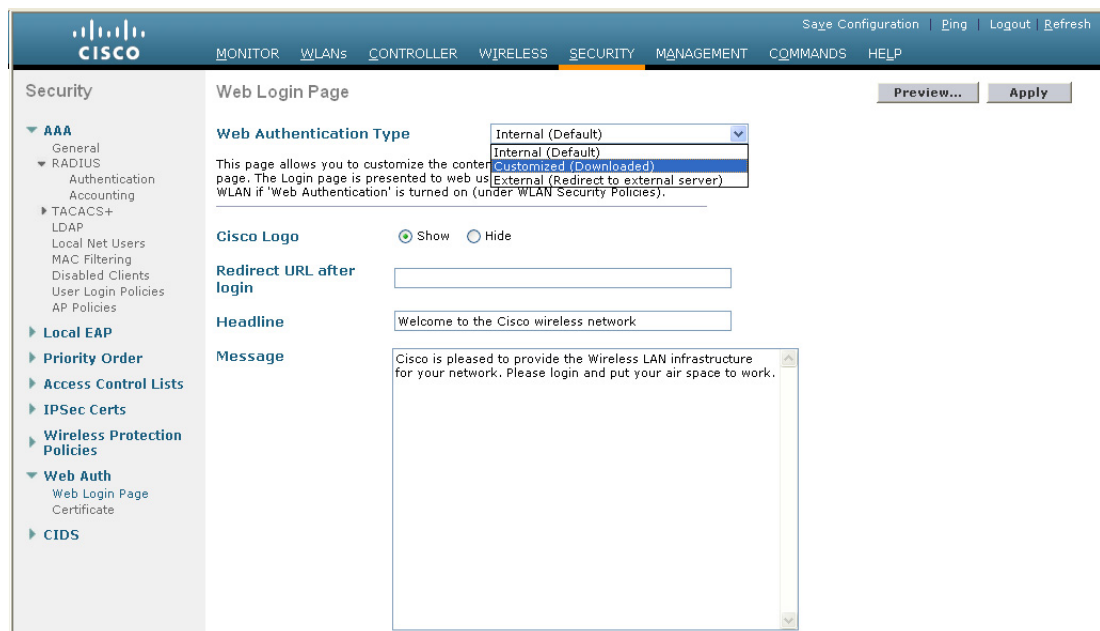 Save Configuration | Ping | Logout | Refresh
CISCO
MONITOR WLANs CONTROLLER WIRELESS SECURITY MANAGEMENT COMMANDS HELP
Security
AAA
General
RADIUS
Authentication
Accounting
TACACS+
LDAP
Local Net Users
MAC Filtering
Disabled Clients
User Login Policies
AP Policies
Local EAP
Priority Order
Access Control Lists
IPSec Certs
Wireless Protection
Policies
Web Auth
Web Login Page
Certificate
CIDS
Web Login Page
Preview... Apply
Web Authentication Type
Internal (Default)
Internal (Default)
Customized (Downloaded)
External (Redirect to external server)
This page allows you to customize the conter
page. The Login page is presented to web us
WLAN if 'Web Authentication' is turned on (under WLAN Security Policies).
Cisco Logo Show Hide
Redirect URL after
login
Headline Welcome to the Cisco wireless network
Message
Cisco is pleased to provide the Wireless LAN infrastructure
for your network. Please login and put your air space to work.